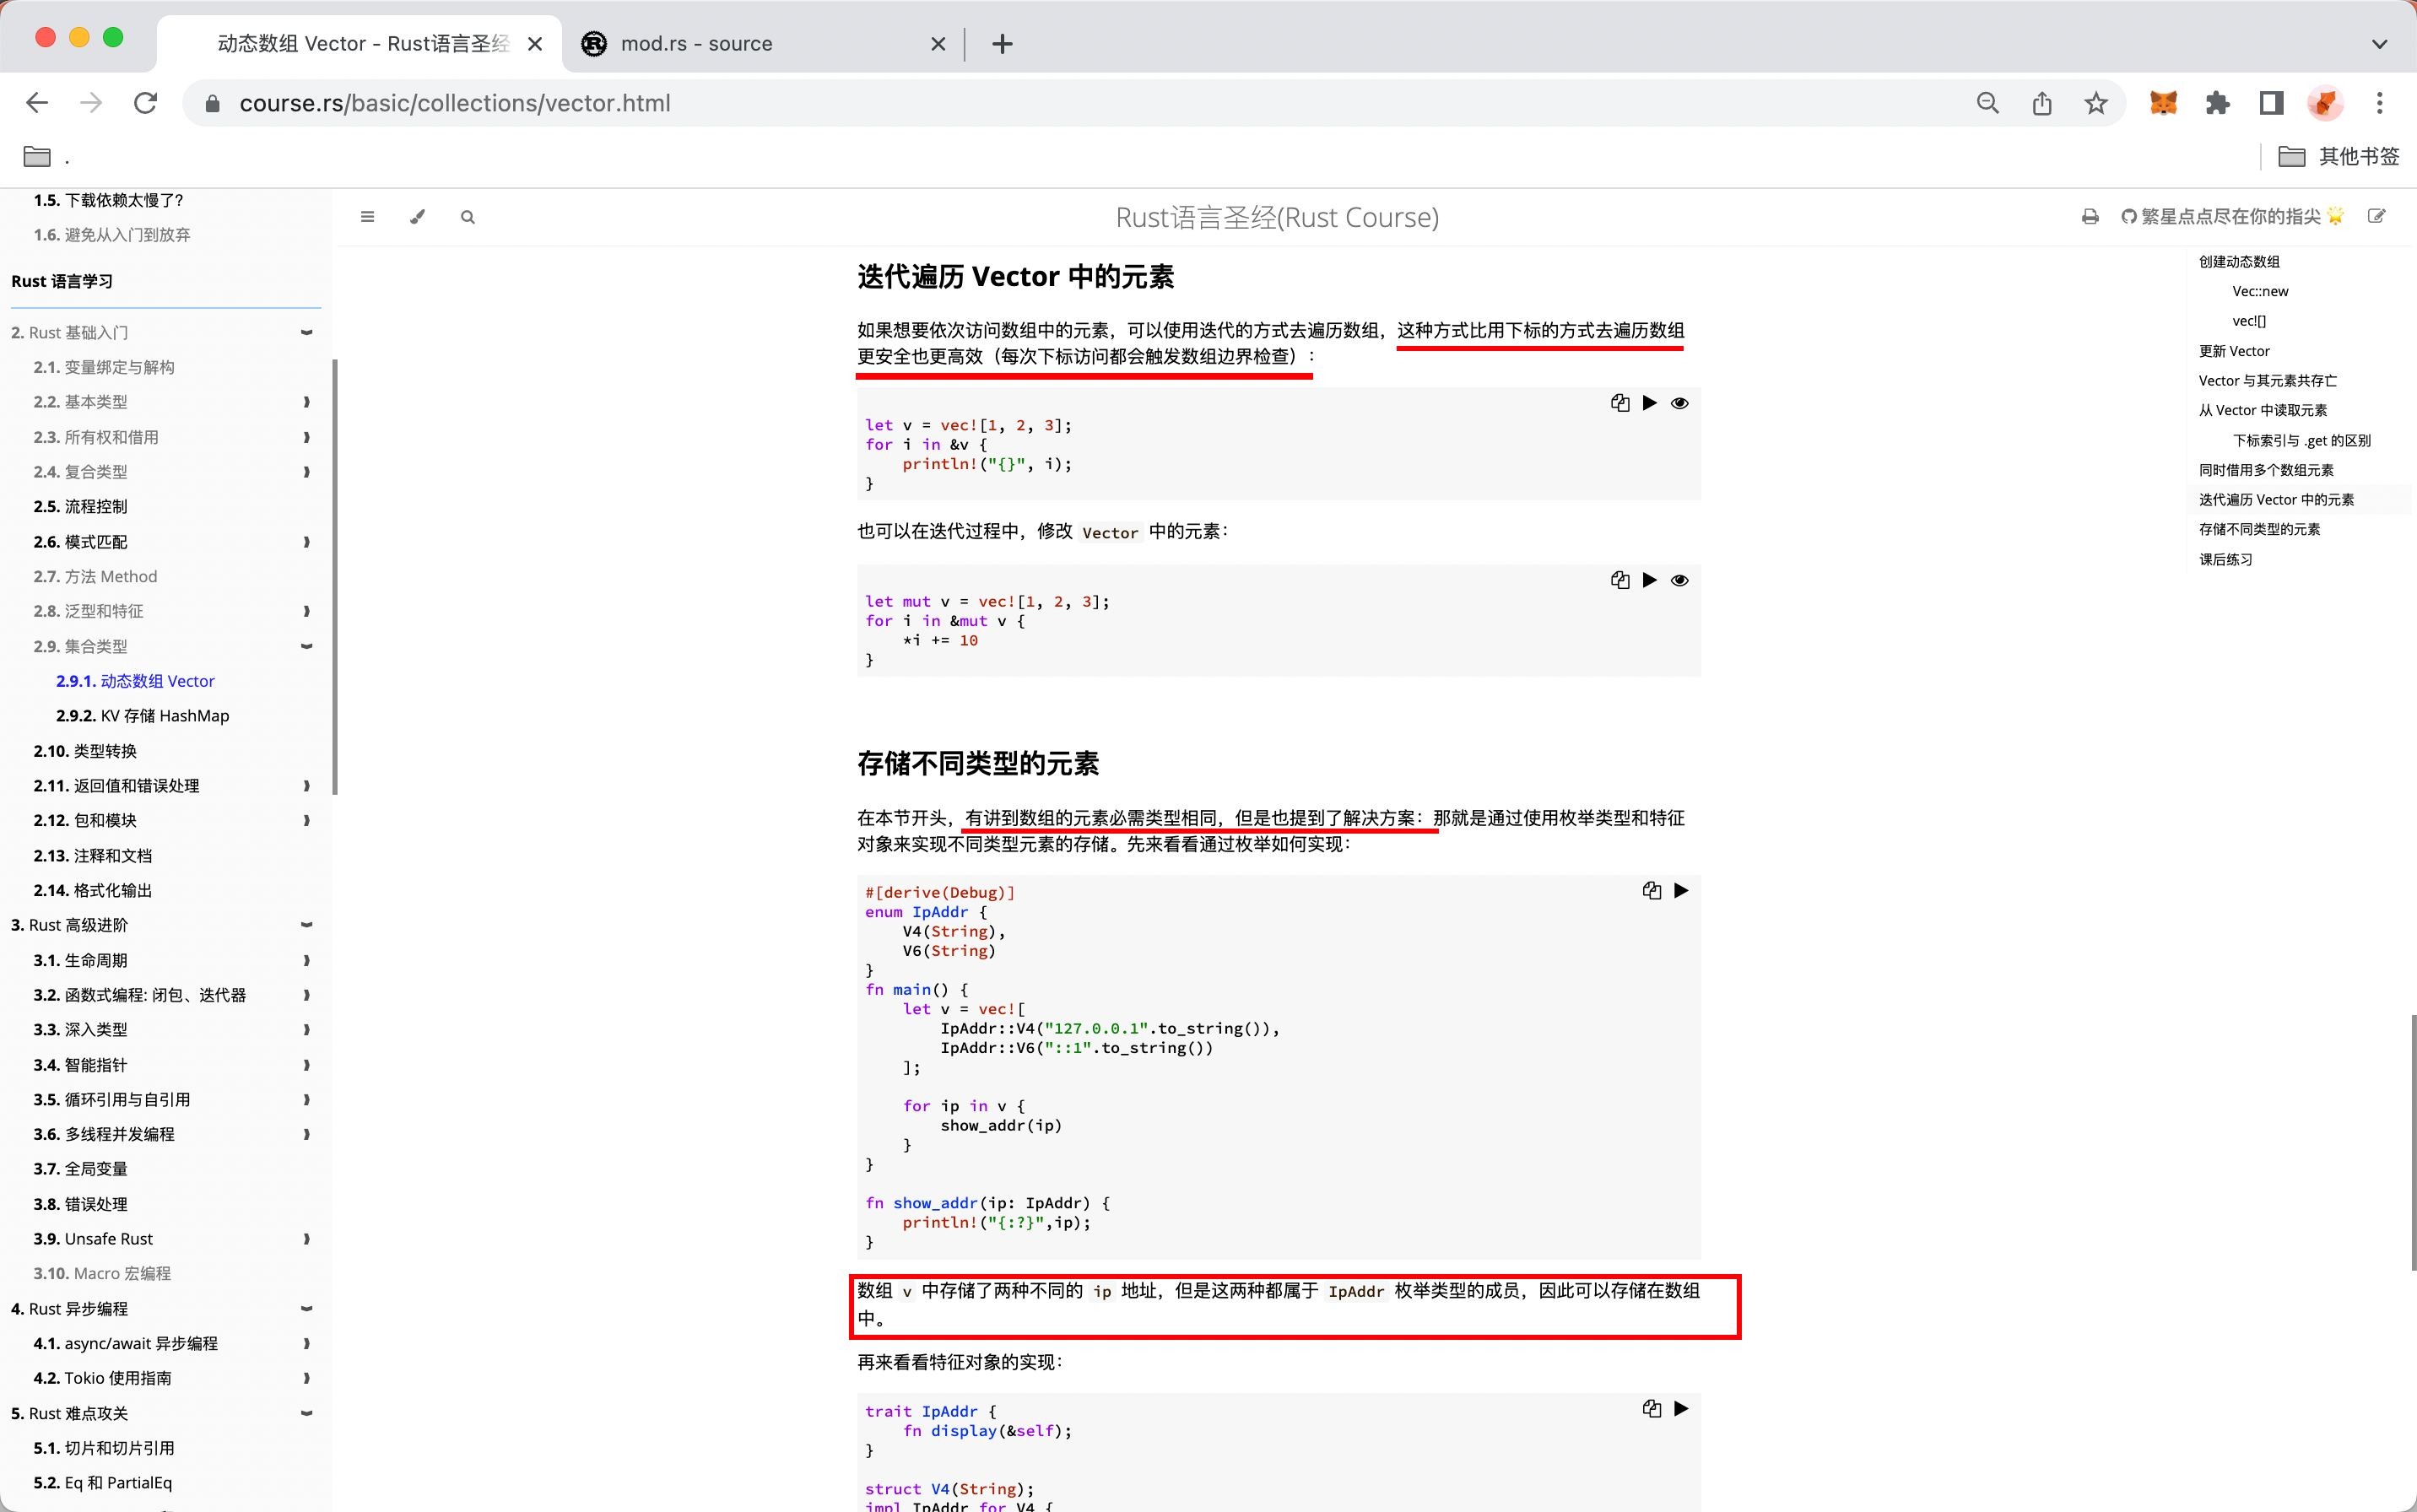 动态数组 Vector - Rust语言圣经
mod.rs - source
course.rs/basic/collections/vector.html
.
其他书签
1.5. 下载依赖太慢了?
1.6. 避免从入门到放弃
Rust 语言学习
2. Rust 基础入门
2.1. 变量绑定与解构
2.2. 基本类型
2.3. 所有权和借用
2.4. 复合类型
2.5. 流程控制
2.6. 模式匹配
2.7. 方法 Method
2.8. 泛型和特征
2.9. 集合类型
2.9.1. 动态数组 Vector
2.9.2. KV 存储 HashMap
2.10. 类型转换
2.11. 返回值和错误处理
2.12. 包和模块
2.13. 注释和文档
2.14. 格式化输出
3. Rust 高级进阶
3.1. 生命周期
3.2. 函数式编程: 闭包、迭代器
3.3. 深入类型
3.4. 智能指针
3.5. 循环引用与自引用
3.6. 多线程并发编程
3.7. 全局变量
3.8. 错误处理
3.9. Unsafe Rust
3.10. Macro 宏编程
4. Rust 异步编程
4.1. async/await 异步编程
4.2. Tokio 使用指南
5. Rust 难点攻关
5.1. 切片和切片引用
5.2. Eq 和 PartialEq
Rust语言圣经(Rust Course)
繁星点点尽在你的指尖 🌟
迭代遍历 Vector 中的元素
如果想要依次访问数组中的元素，可以使用迭代的方式去遍历数组，这种方式比用下标的方式去遍历数组
更安全也更高效（每次下标访问都会触发数组边界检查）：
let v = vec![1, 2, 3];
for i in &v {
    println!("{}", i);
}
也可以在迭代过程中，修改 Vector 中的元素：
let mut v = vec![1, 2, 3];
for i in &mut v {
    *i += 10
}
存储不同类型的元素
在本节开头，有讲到数组的元素必需类型相同，但是也提到了解决方案：那就是通过使用枚举类型和特征
对象来实现不同类型元素的存储。先来看看通过枚举如何实现：
#[derive(Debug)]
enum IpAddr {
    V4(String),
    V6(String)
}
fn main() {
    let v = vec![
        IpAddr::V4("127.0.0.1".to_string()),
        IpAddr::V6("::1".to_string())
    ];
    for ip in v {
        show_addr(ip)
    }
}
fn show_addr(ip: IpAddr) {
    println!("{:?}",ip);
}
数组 v 中存储了两种不同的 ip 地址，但是这两种都属于 IpAddr 枚举类型的成员，因此可以存储在数组
中。
再来看看特征对象的实现：
trait IpAddr {
    fn display(&self);
}
struct V4(String);
impl IpAddr for V4 {
创建动态数组
Vec::new
vec![]
更新 Vector
Vector 与其元素共存亡
从 Vector 中读取元素
下标索引与 .get 的区别
同时借用多个数组元素
迭代遍历 Vector 中的元素
存储不同类型的元素
课后练习